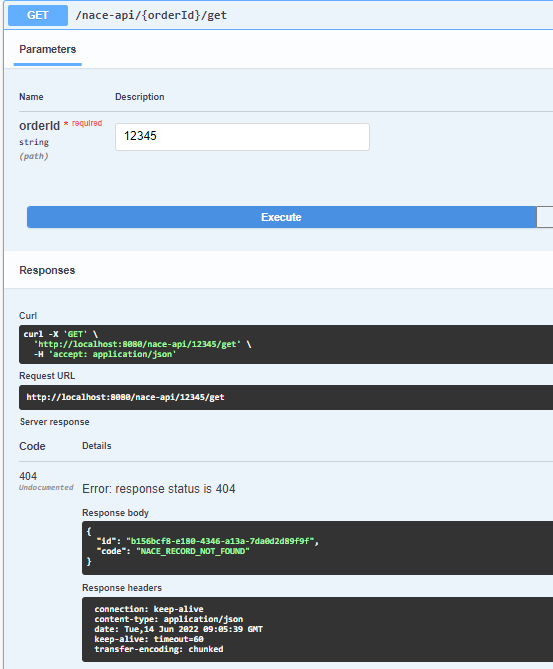 GET /nace-api/{orderId}/get
Parameters
Name Description
orderId * required
string
(path)
12345
Execute
Responses
Curl
curl -X 'GET' \
'http://localhost:8080/nace-api/12345/get' \
-H 'accept: application/json'
Request URL
http://localhost:8080/nace-api/12345/get
Server response
Code Details
404
Undocumented
Error: response status is 404
Response body
{
"id": "b156bcf8-e180-4346-a13a-7da0d2d89f9f",
"code": "NACE_RECORD_NOT_FOUND"
}
Response headers
connection: keep-alive
content-type: application/json
date: Tue,14 Jun 2022 09:05:39 GMT
keep-alive: timeout=60
transfer-encoding: chunked